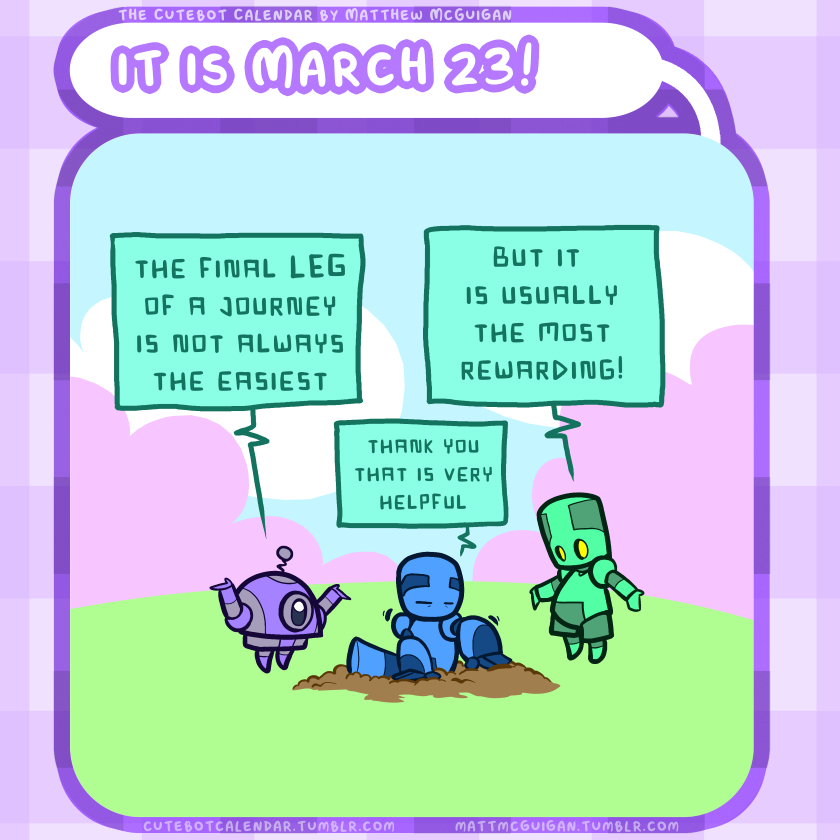 THE CUTEBOT CALENDAR BY MATTHEW MCGUIGAN
IT IS MARCH 23!
THE FINAL LEG
OF A JOURNEY
IS NOT ALWAYS
THE EASIEST
BUT IT
IS USUALLY
THE MOST
REWARDING!
THANK YOU
THAT IS VERY
HELPFUL
CUTEBOTCALENDAR.TUMBLR.COM
MATTMCGUIGAN.TUMBLR.COM